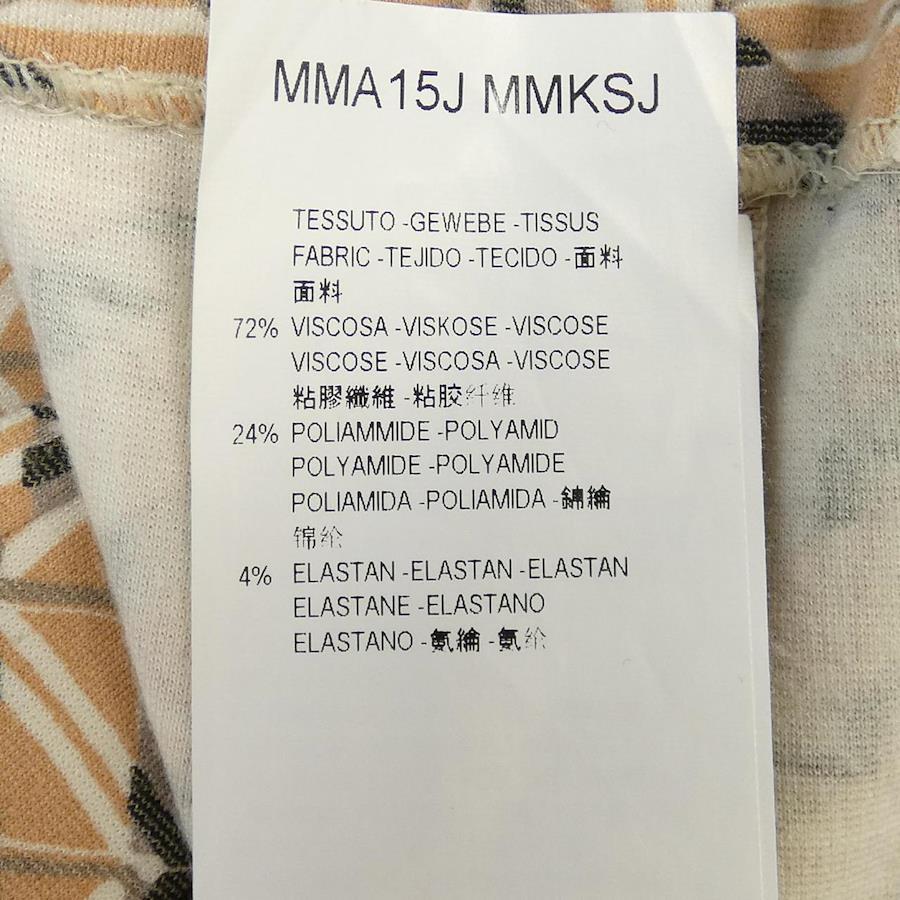 MMA15J MMKSJ
TESSUTO -GEWEBE -TISSUS
FABRIC -TEJIDO -TECIDO -面料
面料
72% VISCOSA -VISKOSE -VISCOSE
VISCOSE -VISCOSA -VISCOSE
粘膠纖維 -粘胶纤维
24% POLIAMMIDE -POLYAMID
POLYAMIDE -POLYAMIDE
POLIAMIDA -POLIAMIDA -錦綸
锦纶
4% ELASTAN -ELASTAN -ELASTAN
ELASTANE -ELASTANO
ELASTANO -氨綸 -氨纶